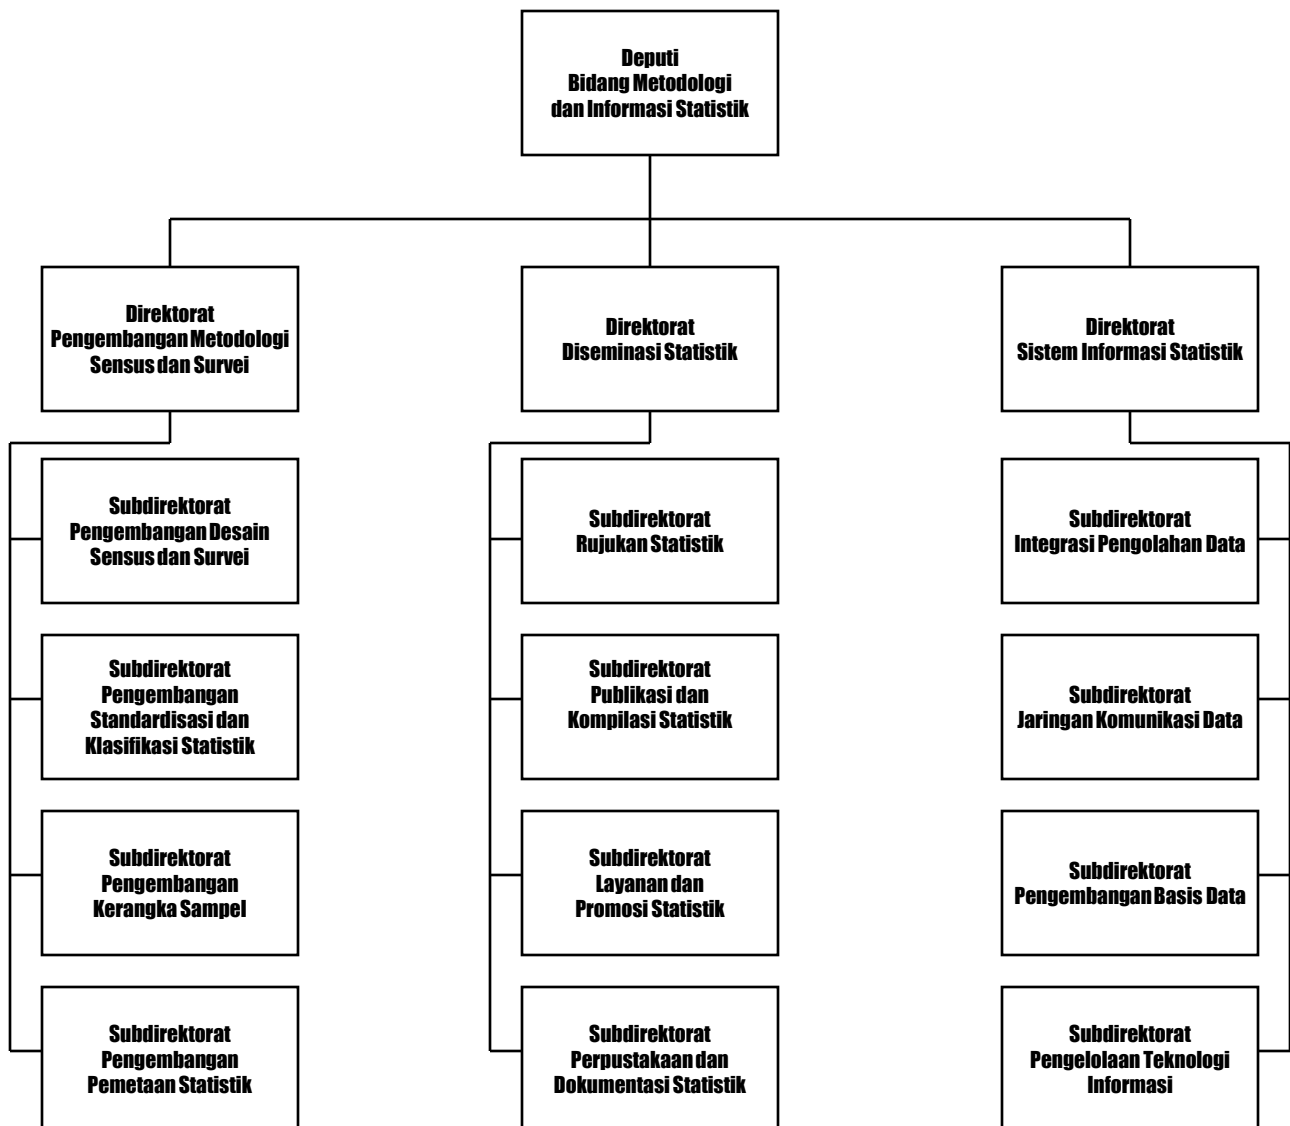 Deputi
Bidang Metodologi
dan Informasi Statistik
Direktorat
Pengembangan Metodologi
Sensus dan Survei
Direktorat
Diseminasi Statistik
Direktorat
Sistem Informasi Statistik
Subdirektorat
Pengembangan Desain
Sensus dan Survei
Subdirektorat
Rujukan Statistik
Subdirektorat
Integrasi Pengolahan Data
Subdirektorat
Pengembangan
Standardisasi dan
Klasifikasi Statistik
Subdirektorat
Publikasi dan
Kompilasi Statistik
Subdirektorat
Jaringan Komunikasi Data
Subdirektorat
Pengembangan
Kerangka Sampel
Subdirektorat
Layanan dan
Promosi Statistik
Subdirektorat
Pengembangan Basis Data
Subdirektorat
Pengembangan
Pemetaan Statistik
Subdirektorat
Perpustakaan dan
Dokumentasi Statistik
Subdirektorat
Pengelolaan Teknologi
Informasi